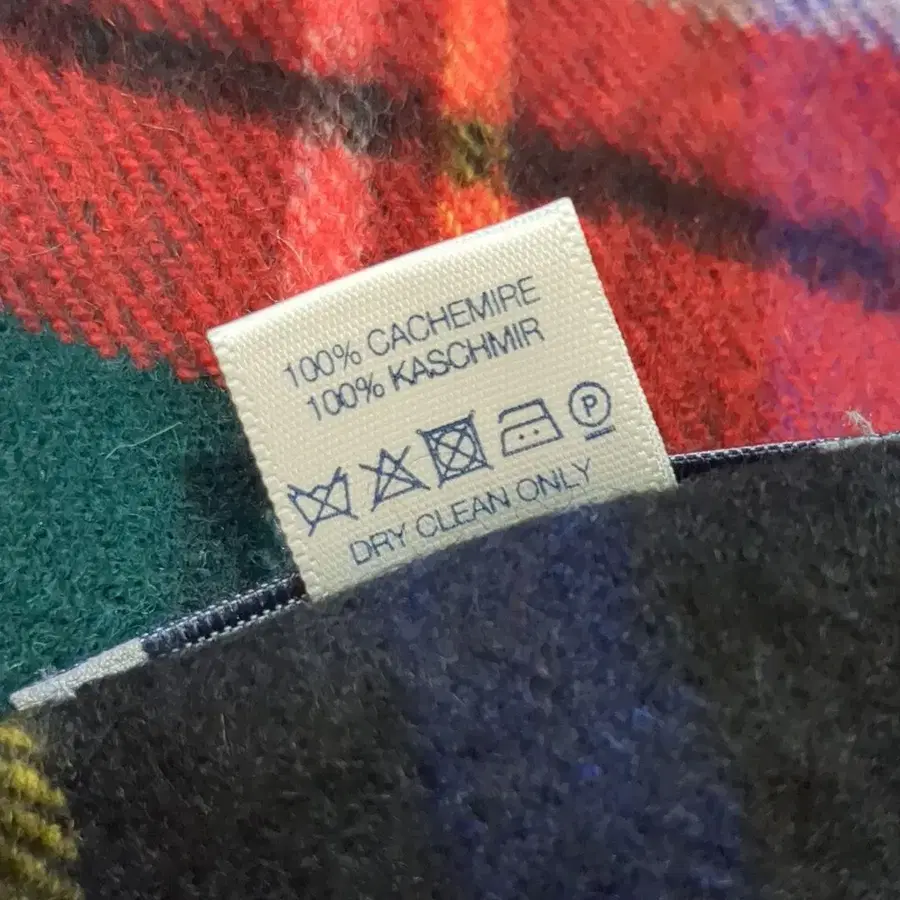 100% CACHEMIRE
100% KASCHMIR
P
DRY CLEAN ONLY